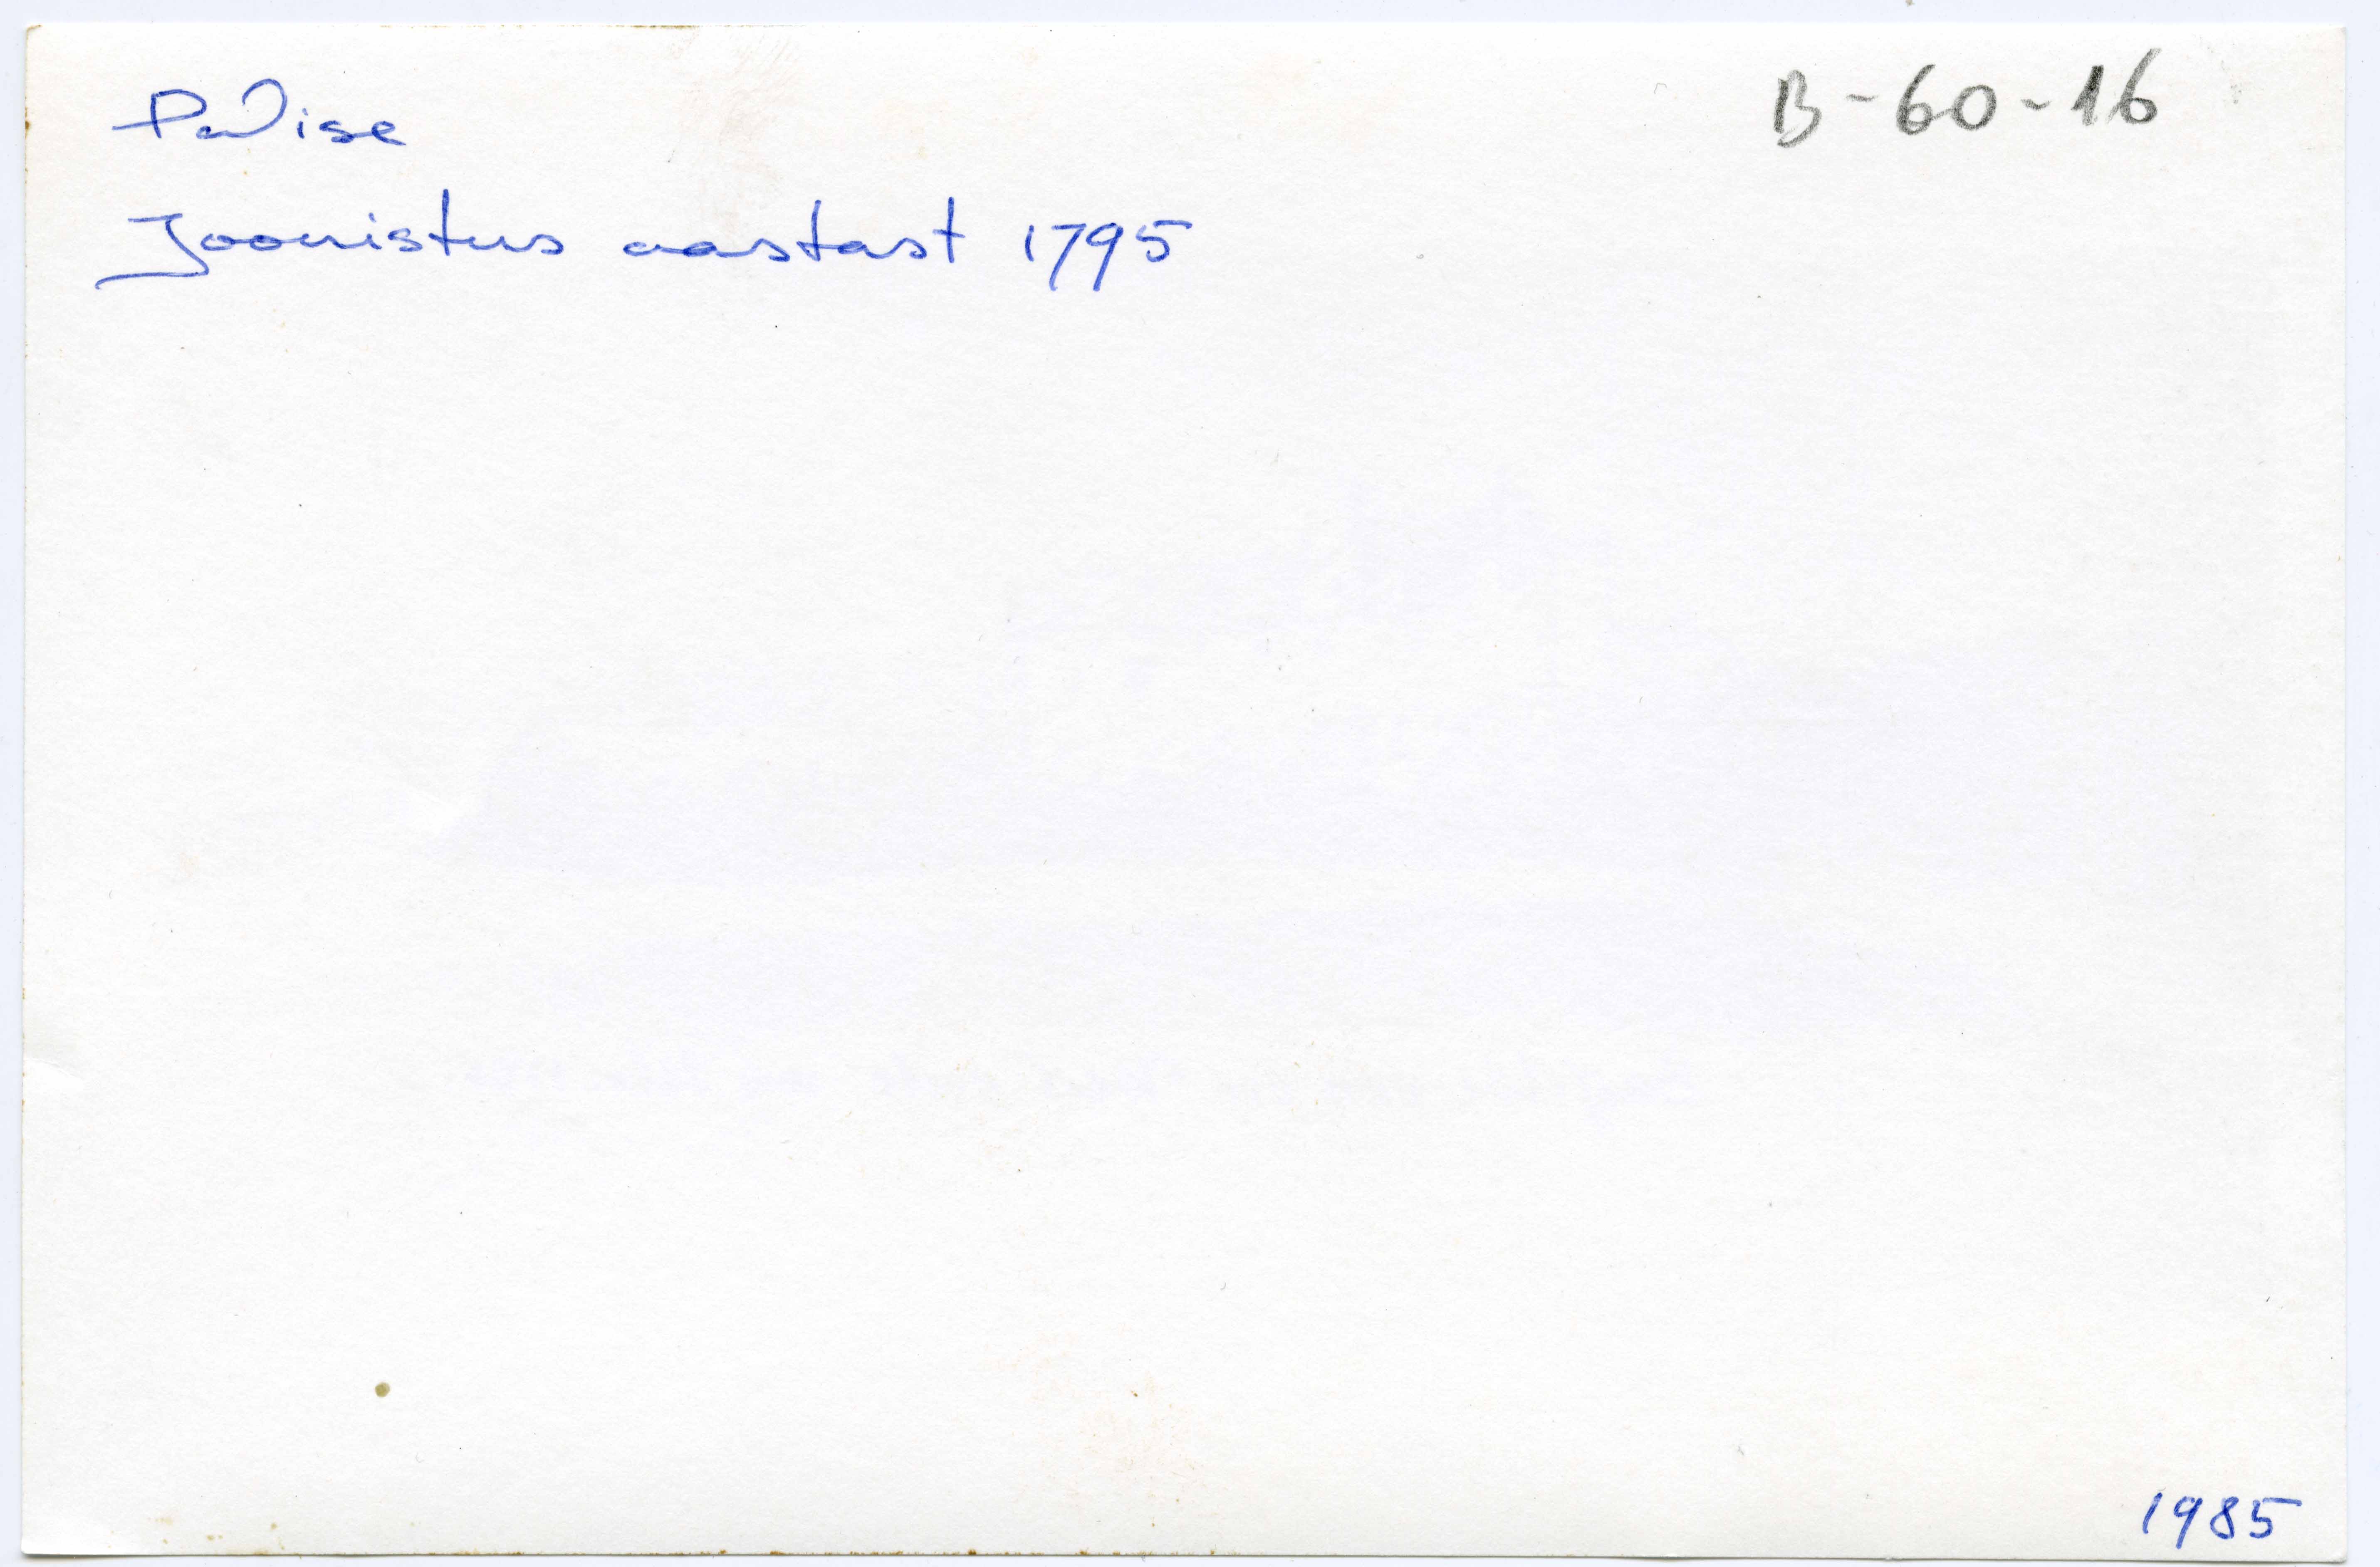 Padise
B-60-16
Joonistus aastast 1795
1985